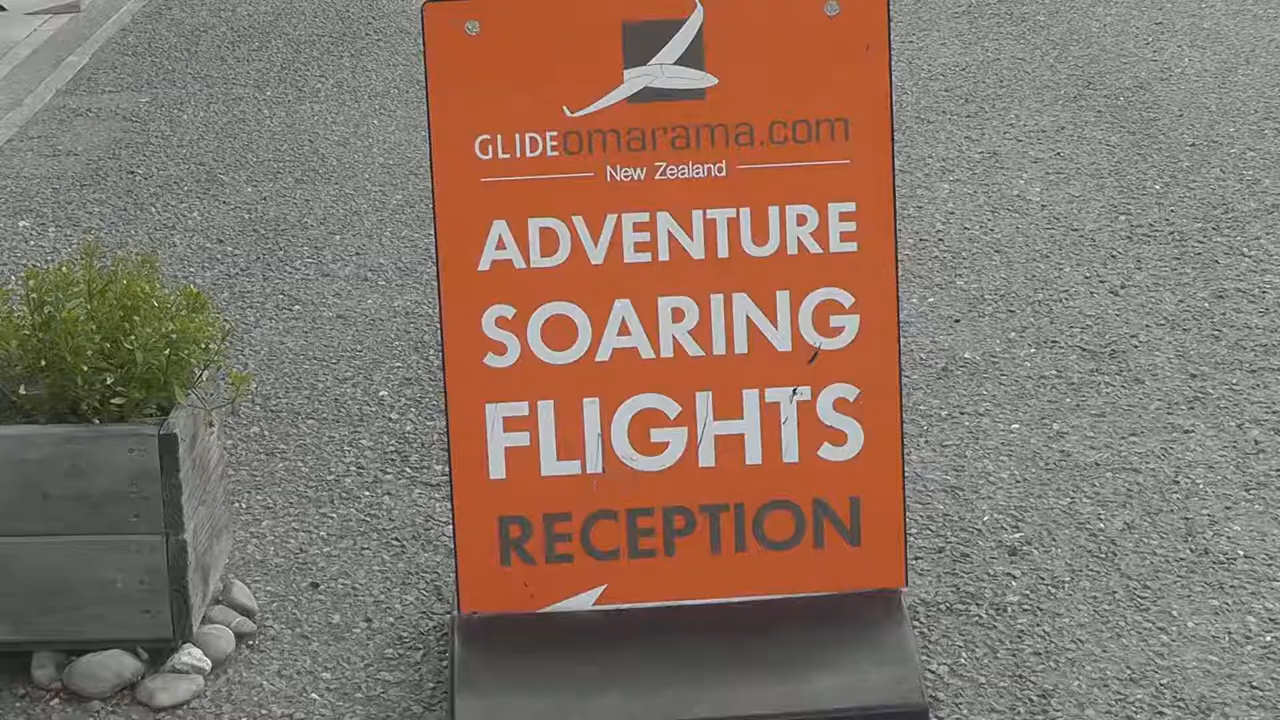 GLIDEomarama.com
New Zealand
ADVENTURE
SOARING
FLIGHTS
RECEPTION